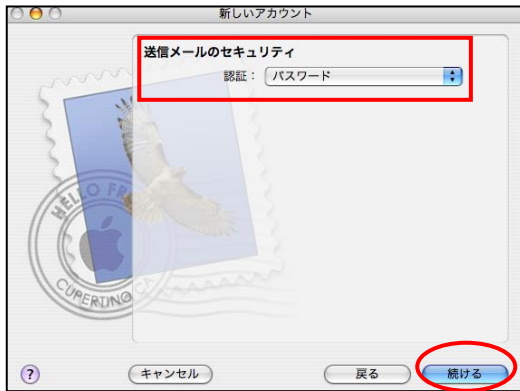 新しいアカウント
送信メールのセキュリティ
認証： パスワード
HELLO FR
CUPERTINO CA
? キャンセル 戻る 続ける